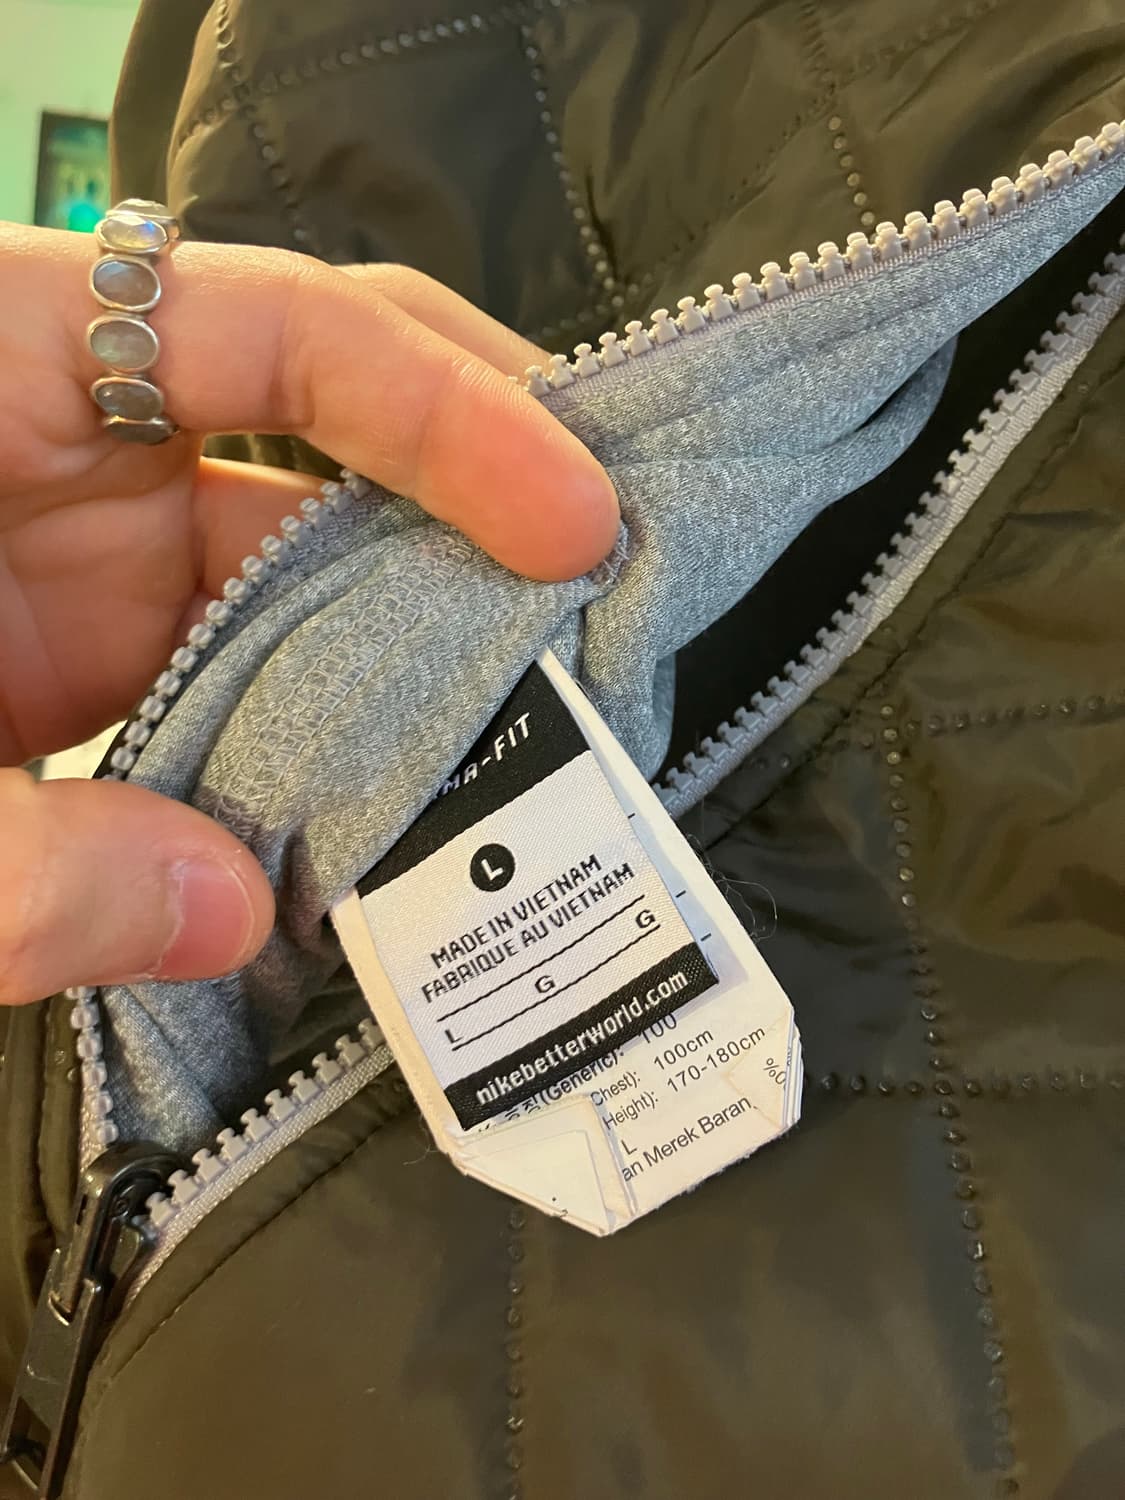 MA-FIT
L
MADE IN VIETNAM
FABRIQUE AU VIETNAM
L G G
nikebetterworld.com
(Generic): 100
Chest): 100cm
Height): 170-180cm
%
L
an Merek Baran